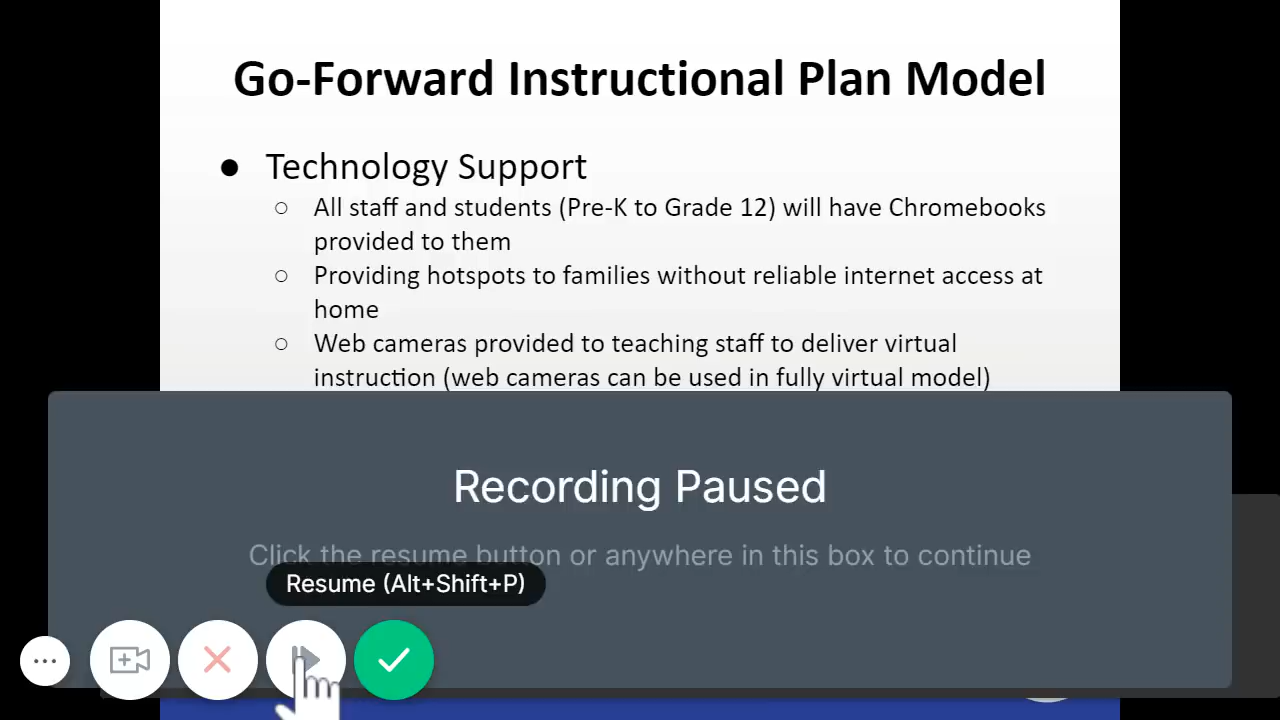 Go-Forward Instructional Plan Model
● Technology Support
○ All staff and students (Pre-K to Grade 12) will have Chromebooks
provided to them
○ Providing hotspots to families without reliable internet access at
home
○ Web cameras provided to teaching staff to deliver virtual
instruction (web cameras can be used in fully virtual model)
Recording Paused
Click the resume button or anywhere in this box to continue
Resume (Alt+Shift+P)